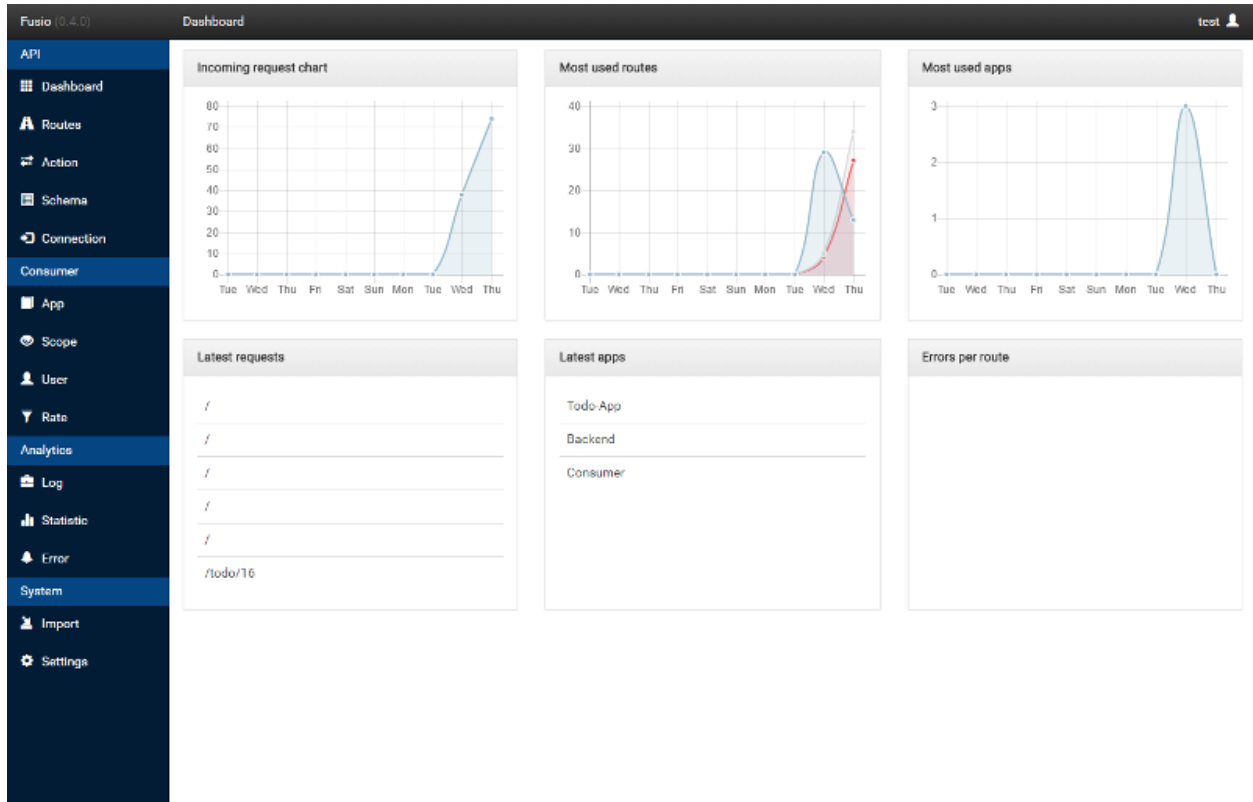 Fusio (0.4.0)
Dashboard
test
API
Dashboard
Routes
Action
Schema
Connection
Consumer
App
Scope
User
Rate
Analytics
Log
Statistic
Error
System
Import
Settings
Incoming request chart
80
70
60
50
40
30
20
10
0
Tue Wed Thu Fri Sat Sun Mon Tue Wed Thu
Most used routes
40
30
20
10
0
Tue Wed Thu Fri Sat Sun Mon Tue Wed Thu
Most used apps
3
2
1
0
Tue Wed Thu Fri Sat Sun Mon Tue Wed Thu
Latest requests
/
/
/
/
/
/todo/16
Latest apps
Todo-App
Backend
Consumer
Errors per route